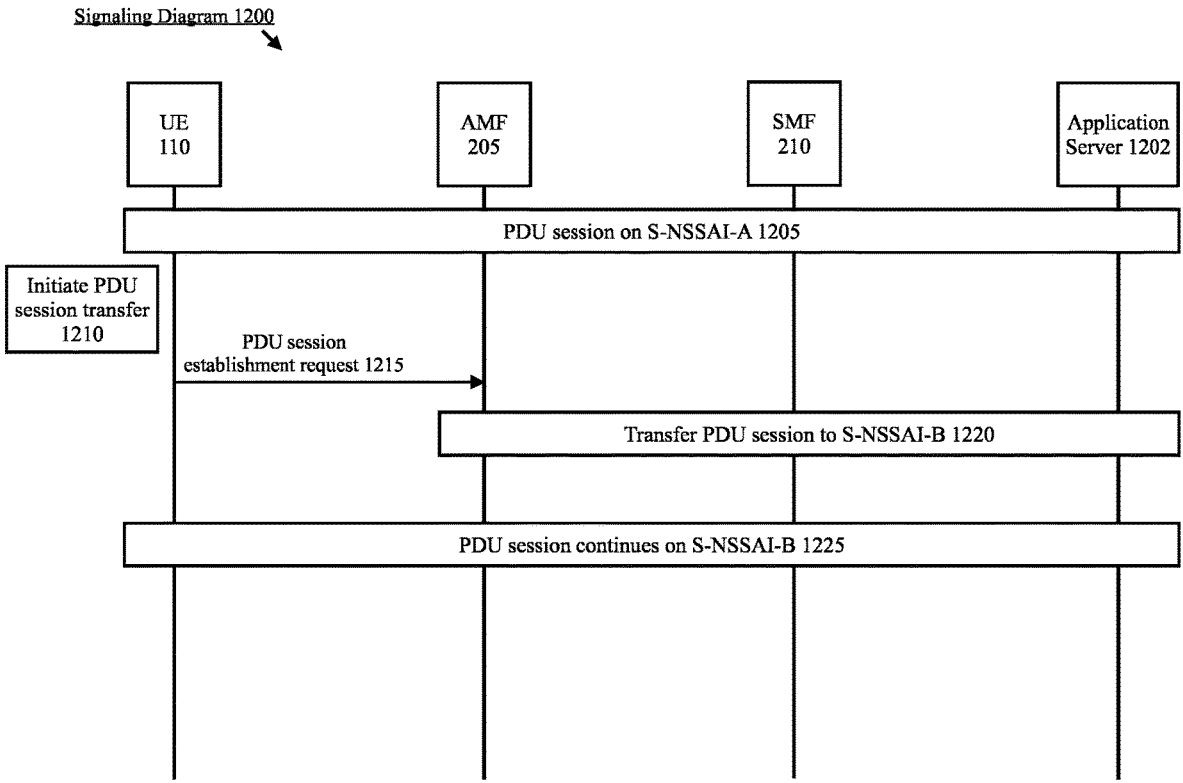 Signaling Diagram 1200
UE
110
AMF
205
SMF
210
Application
Server 1202
PDU session on S-NSSAI-A 1205
Initiate PDU
session transfer
1210
PDU session
establishment request 1215
Transfer PDU session to S-NSSAI-B 1220
PDU session continues on S-NSSAI-B 1225